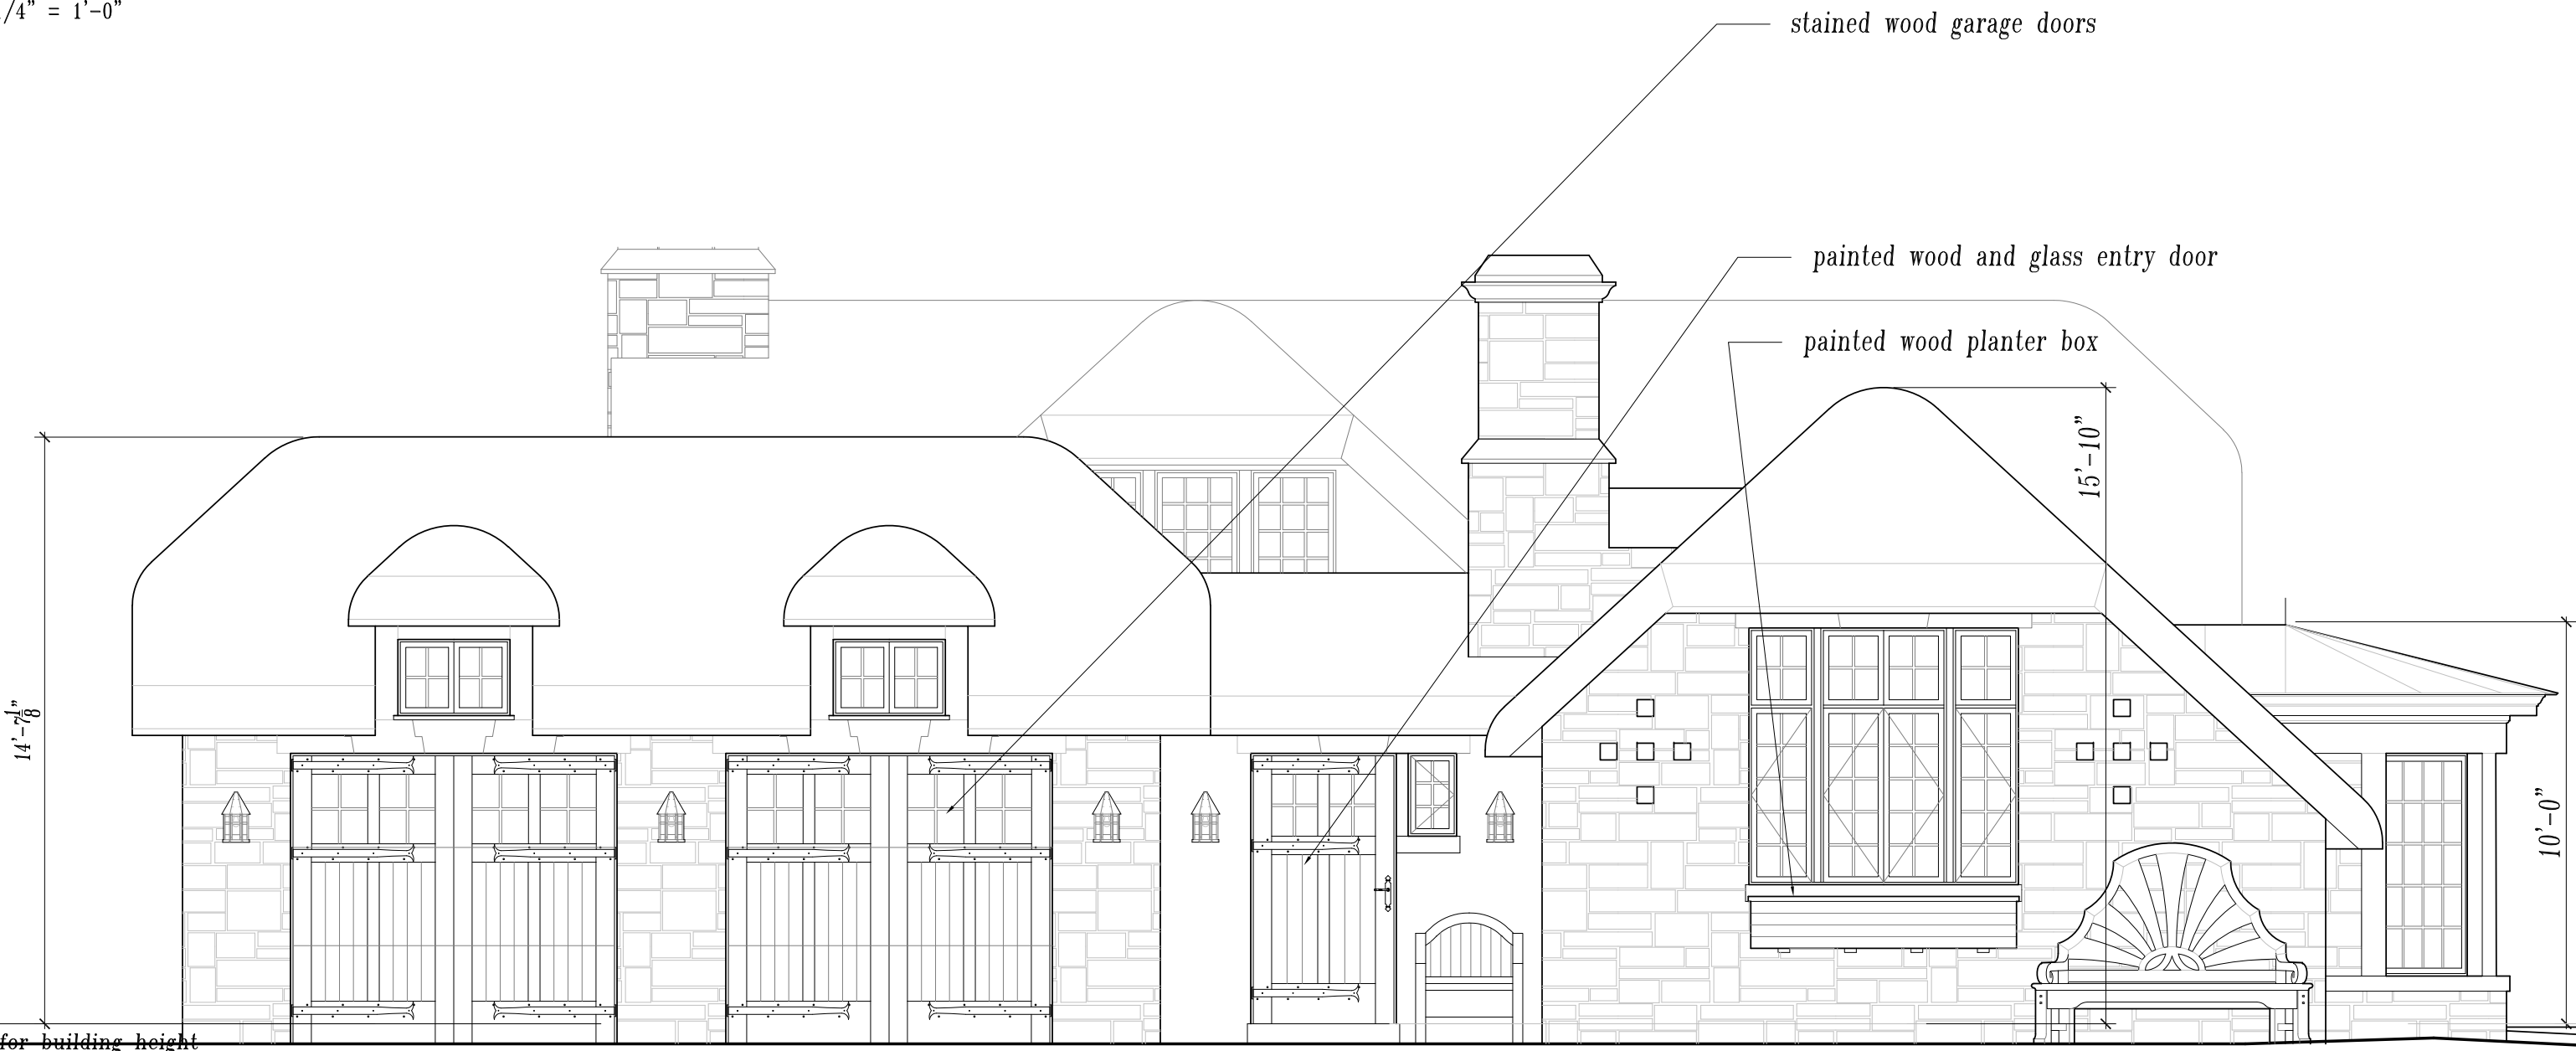 /4" = 1'-0"
stained wood garage doors
painted wood and glass entry door
painted wood planter box
15'-10"
14'-7 1/8"
10'-0"
for building height